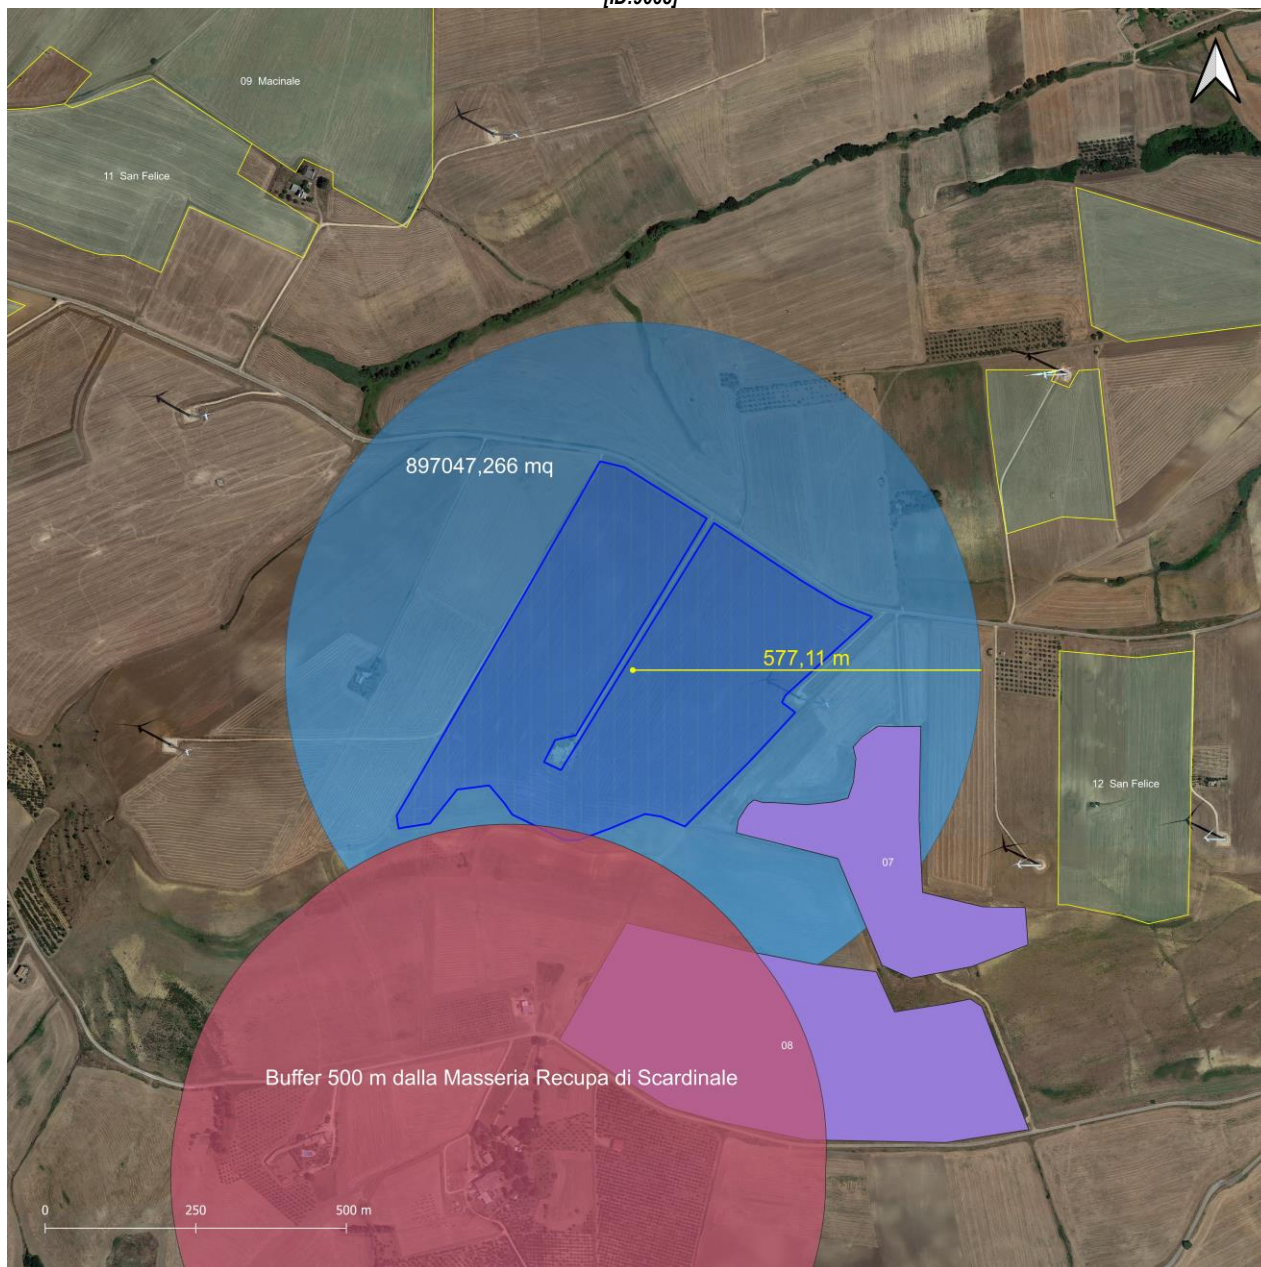 09 Macinale
11 San Felice
897047,266 mq
577,11 m
12 San Felice
07
08
Buffer 500 m dalla Masseria Recupa di Scardinale
0 250 500 m